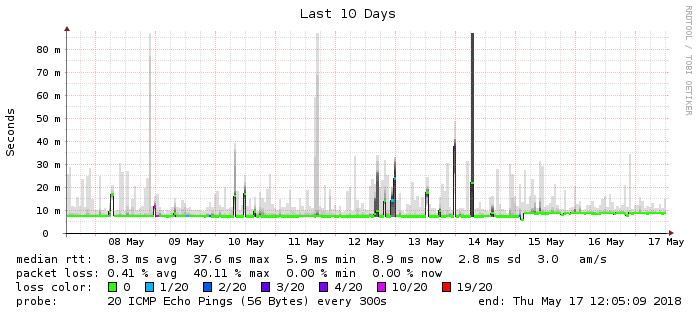 Last 10 Days
RRDTOOL / TOBI OETIKER
Seconds
80 m
70 m
60 m
50 m
40 m
30 m
20 m
10 m
0
08 May 09 May 10 May 11 May 12 May 13 May 14 May 15 May 16 May 17 May
median rtt: 8.3 ms avg 37.6 ms max 5.9 ms min 8.9 ms now 2.8 ms sd 3.0 am/s
packet loss: 0.41 % avg 40.11 % max 0.00 % min 0.00 % now
loss color: 0 1/20 2/20 3/20 4/20 10/20 19/20
probe: 20 ICMP Echo Pings (56 Bytes) every 300s end: Thu May 17 12:05:09 2018